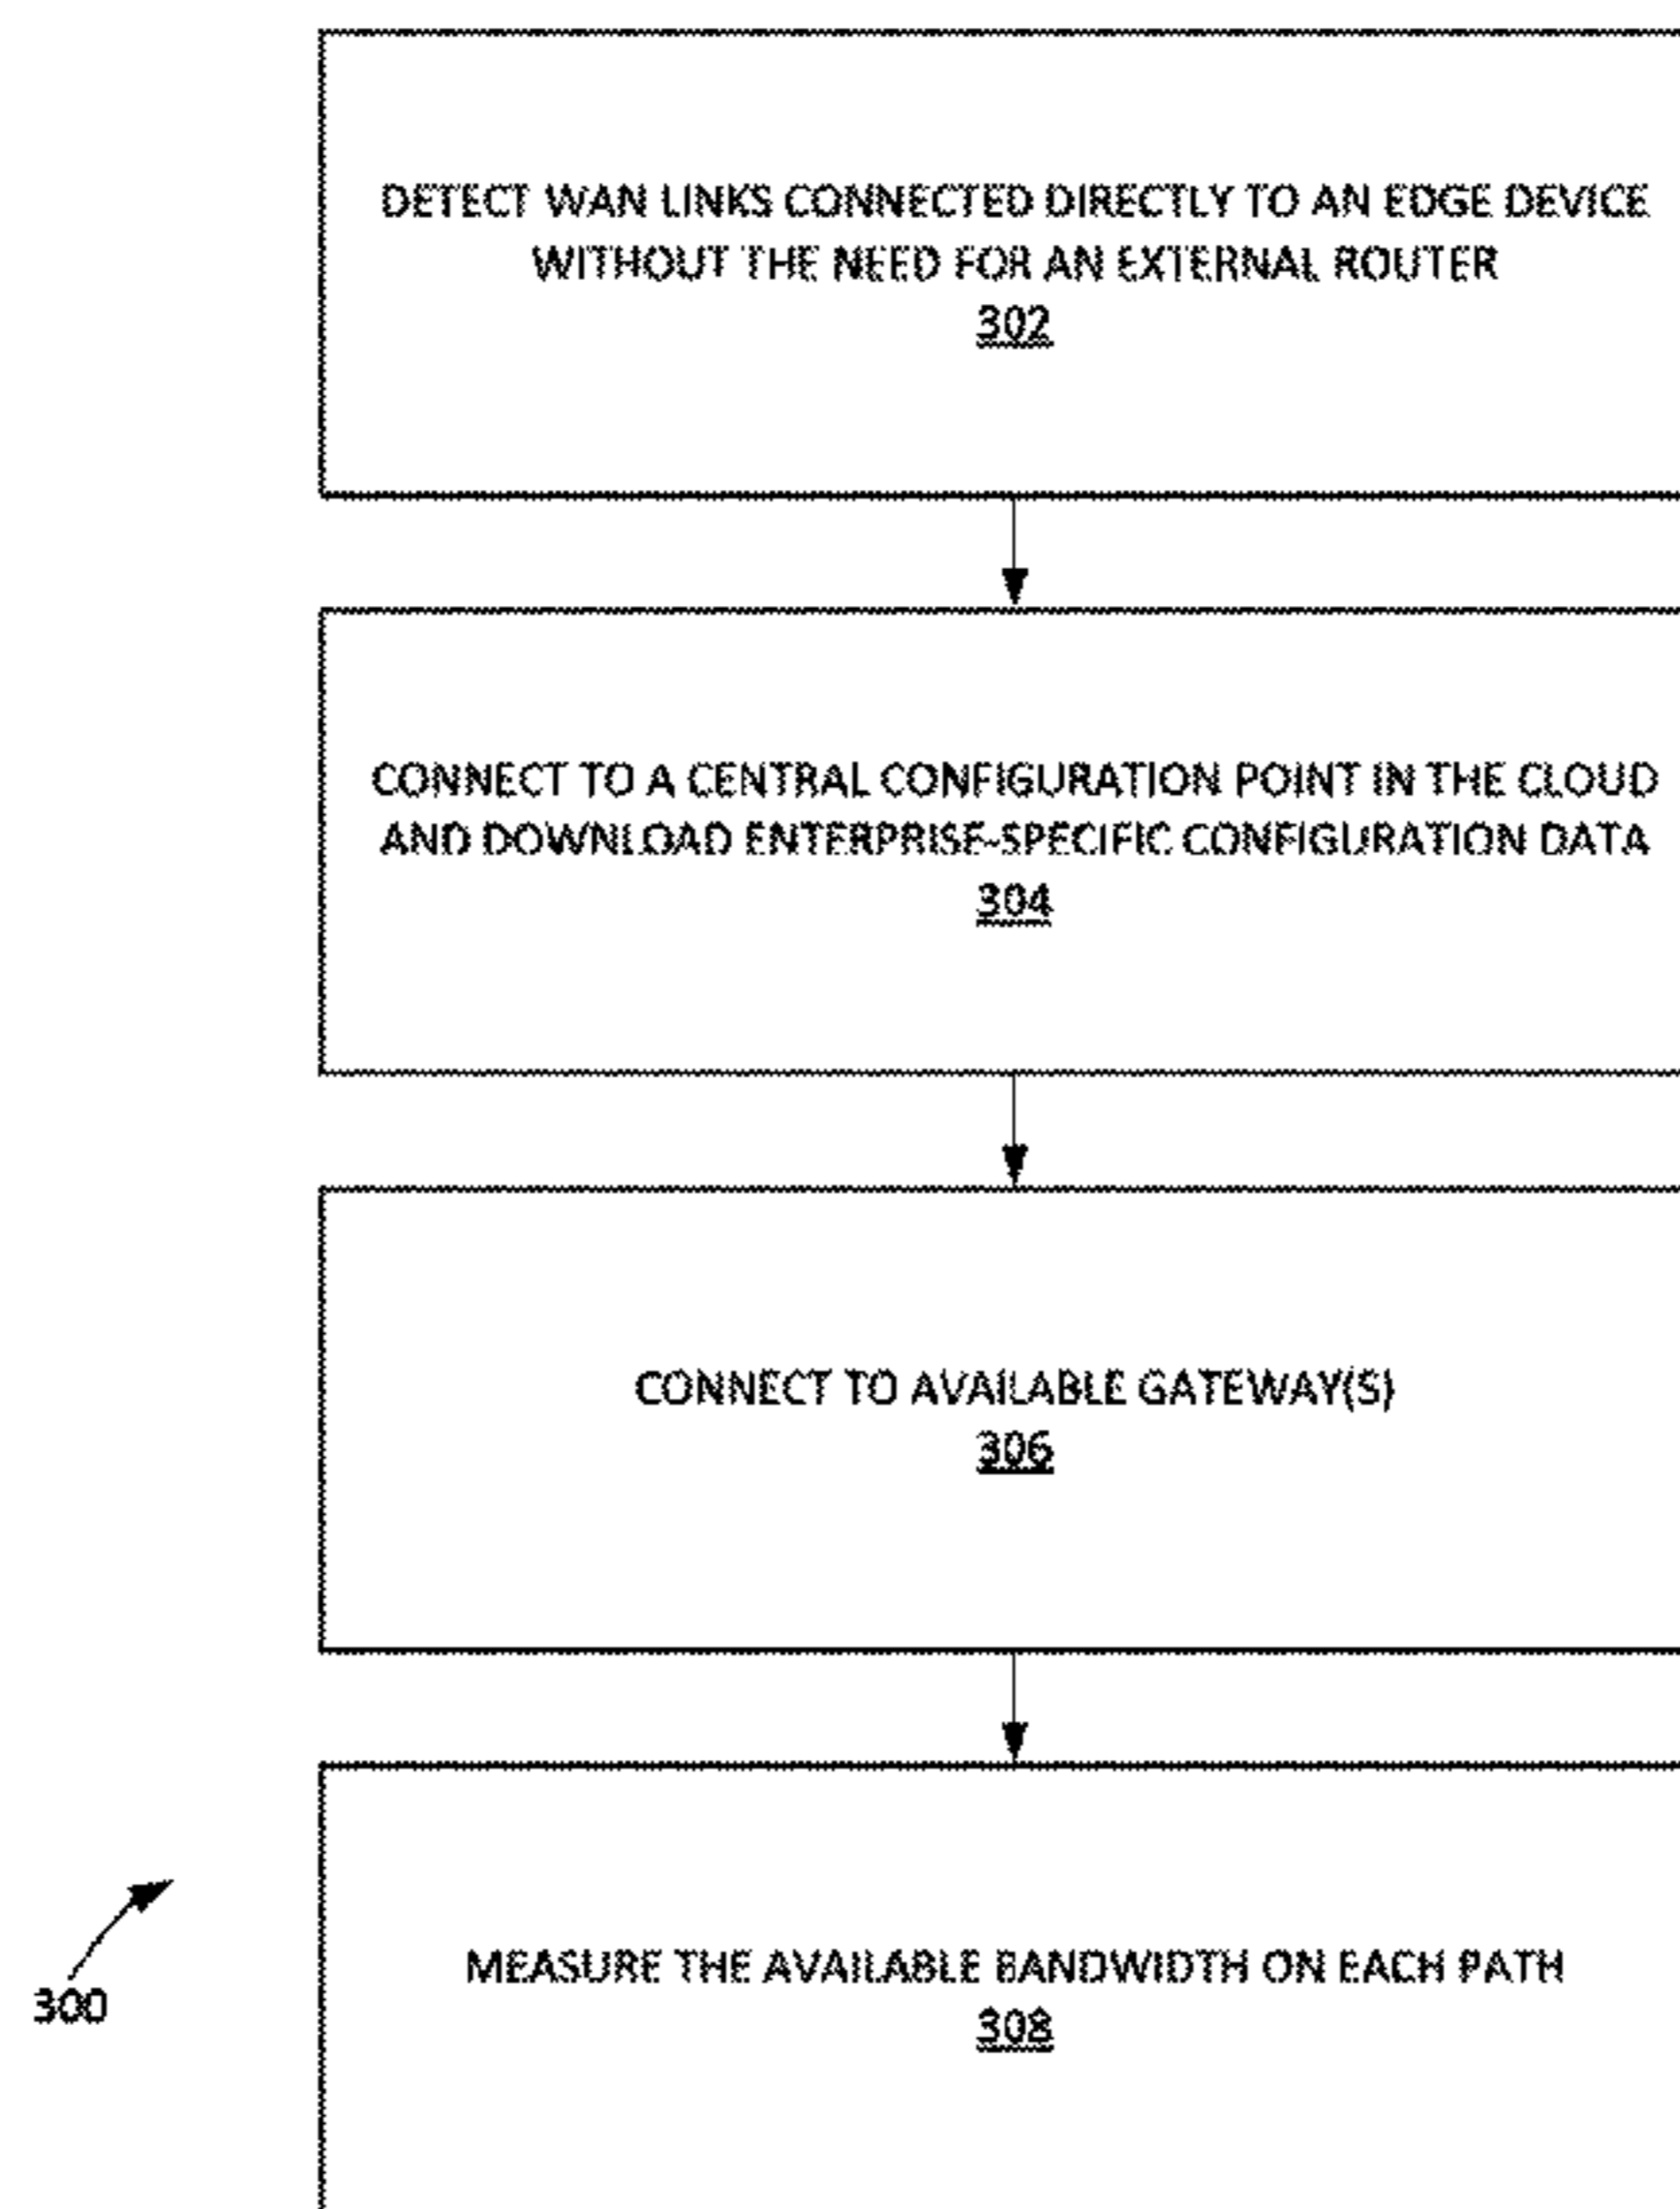 DETECT WAN LINKS CONNECTED DIRECTLY TO AN EDGE DEVICE
WITHOUT THE NEED FOR AN EXTERNAL ROUTER
302
CONNECT TO A CENTRAL CONFIGURATION POINT IN THE CLOUD
AND DOWNLOAD ENTERPRISE-SPECIFIC CONFIGURATION DATA
304
CONNECT TO AVAILABLE GATEWAY(S)
306
MEASURE THE AVAILABLE BANDWIDTH ON EACH PATH
308
300